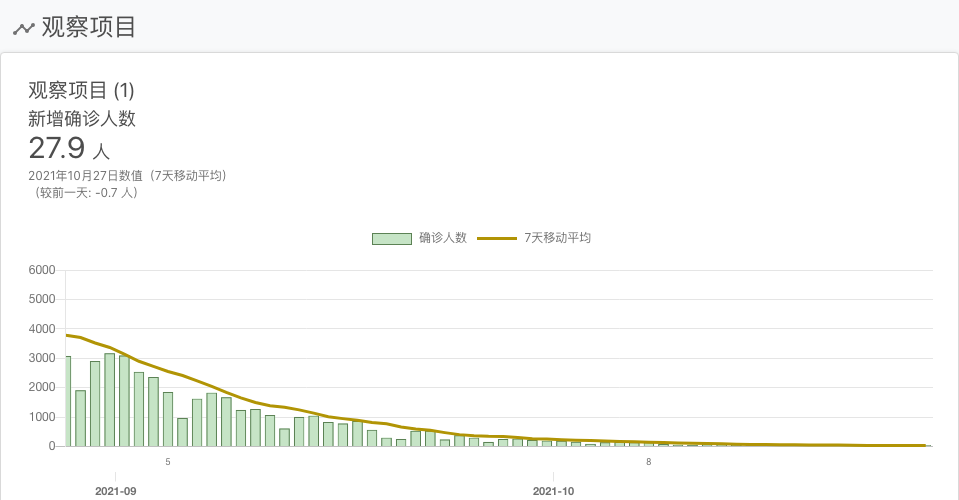 观察项目
观察项目 (1)
新增确诊人数
27.9 人
2021年10月27日数值（7天移动平均）
（较前一天: -0.7 人）
确诊人数 7天移动平均
6000
5000
4000
3000
2000
1000
0
5 8
2021-09 2021-10